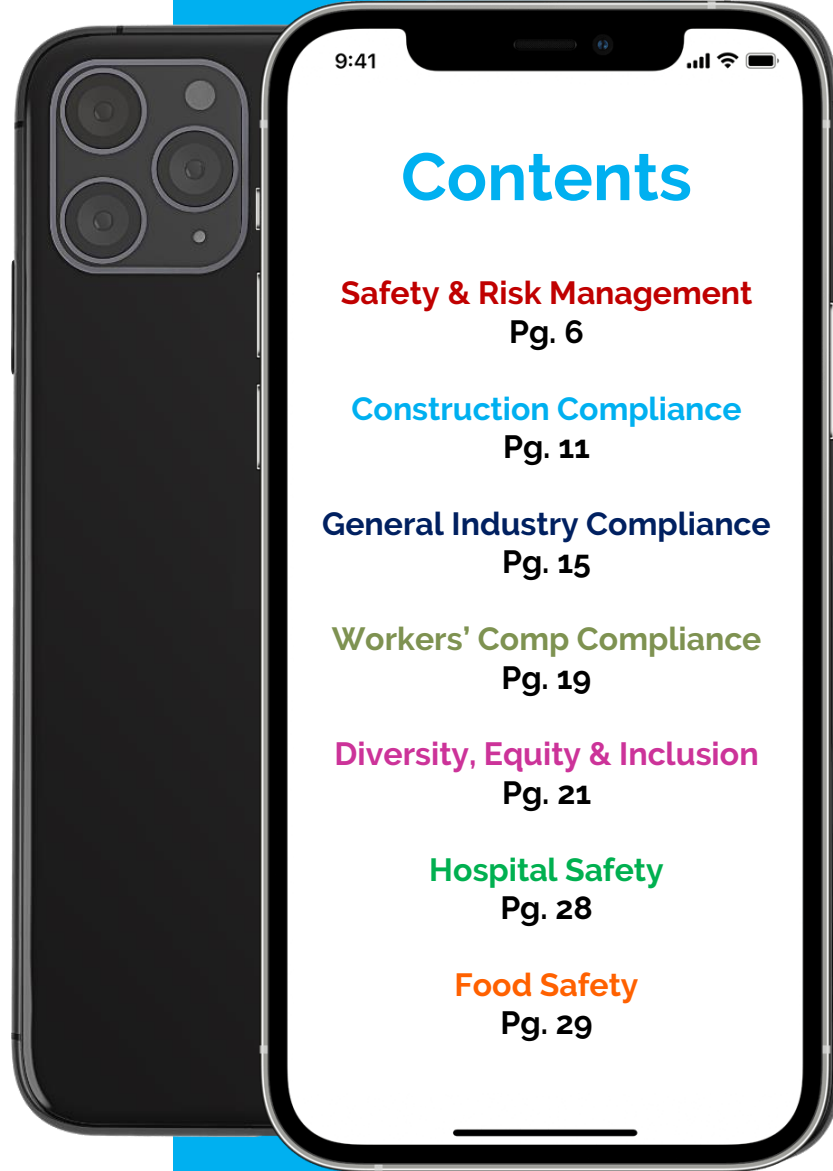 9:41
Contents
Safety & Risk Management
Pg. 6
Construction Compliance
Pg. 11
General Industry Compliance
Pg. 15
Workers’ Comp Compliance
Pg. 19
Diversity, Equity & Inclusion
Pg. 21
Hospital Safety
Pg. 28
Food Safety
Pg. 29